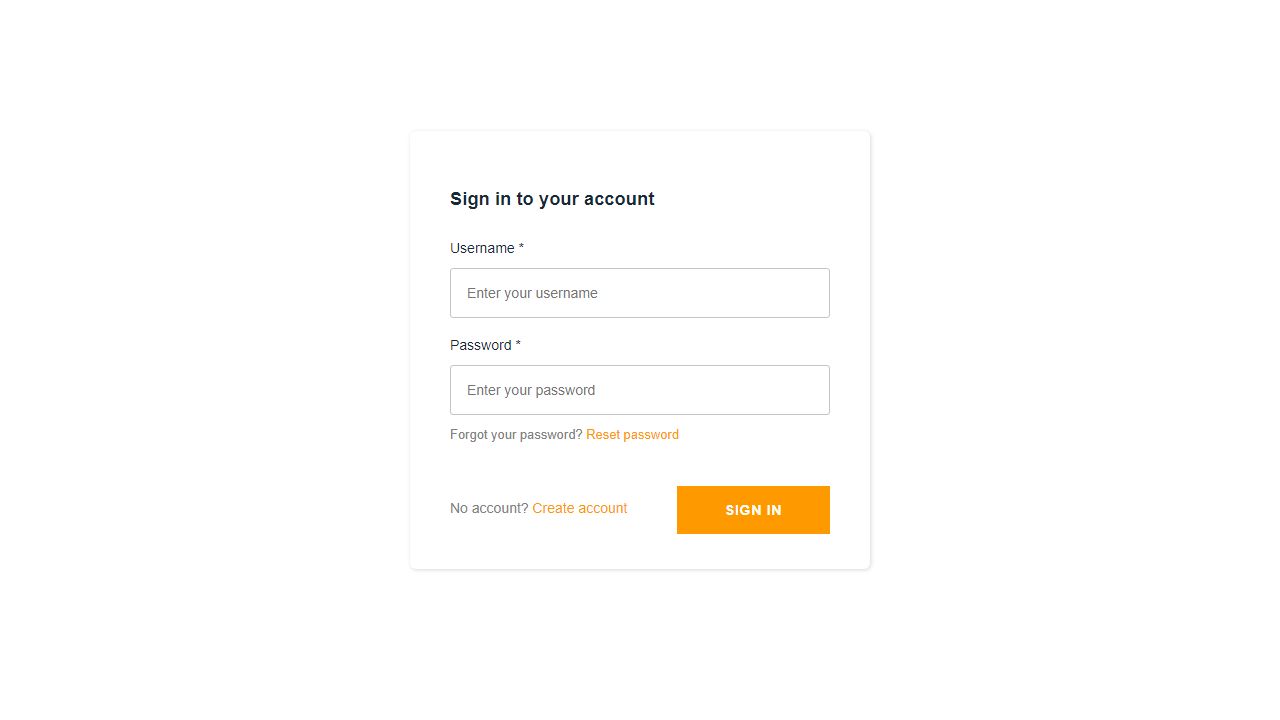 Sign in to your account
Username *
Enter your username
Password *
Enter your password
Forgot your password? Reset password
No account? Create account
SIGN IN